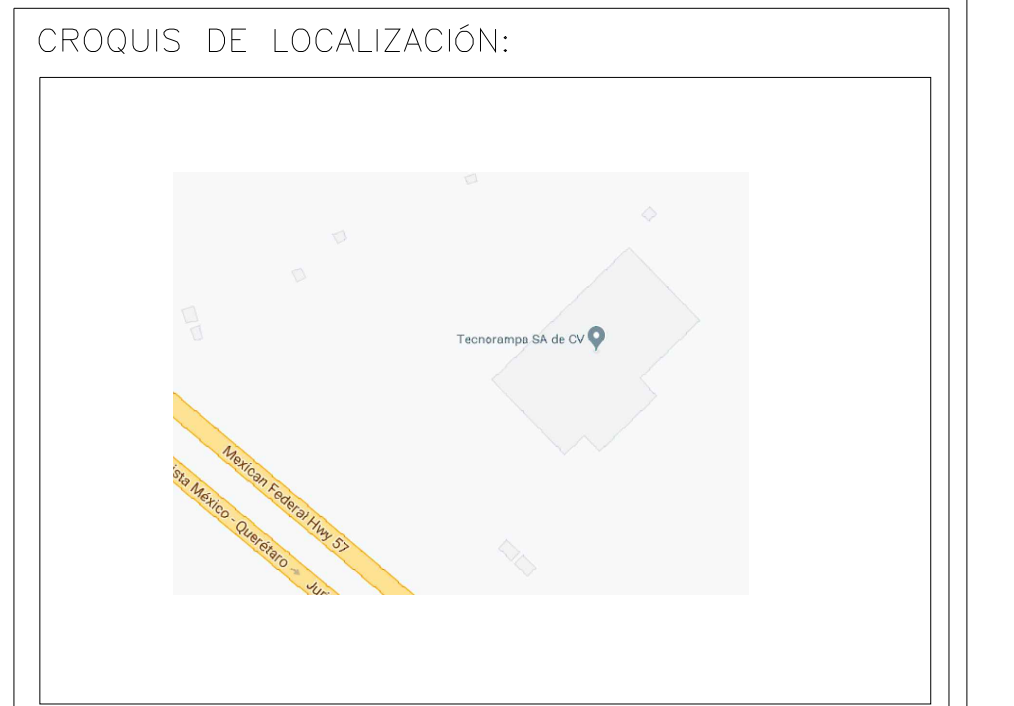 CROQUIS DE LOCALIZACIÓN:
Tecnorampa SA de CV
Mexican Federal Hwy 57
ista México - Querétaro